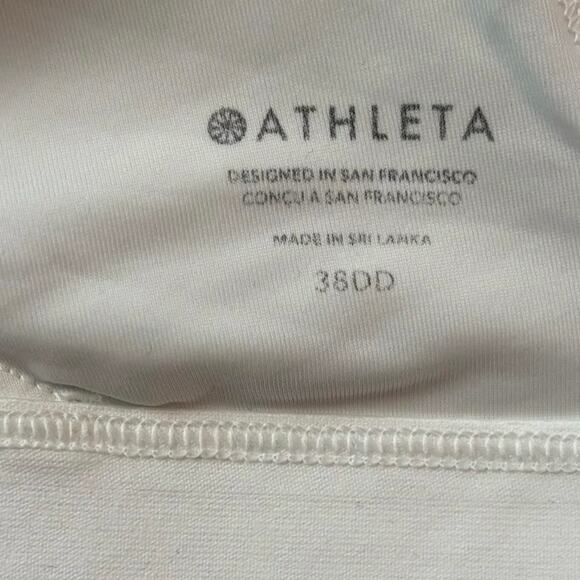 ATHLETA
DESIGNED IN SAN FRANCISCO
CONÇU À SAN FRANCISCO
MADE IN SRI LANKA
38DD